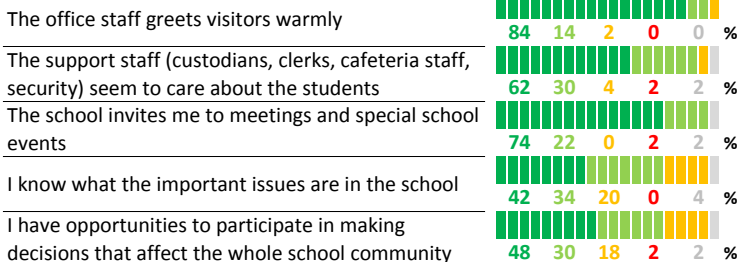 The office staff greets visitors warmly
84 14 2 0 0 %
The support staff (custodians, clerks, cafeteria staff,
security) seem to care about the students
62 30 4 2 2 %
The school invites me to meetings and special school
events
74 22 0 2 2 %
I know what the important issues are in the school
42 34 20 0 4 %
I have opportunities to participate in making
decisions that affect the whole school community
48 30 18 2 2 %